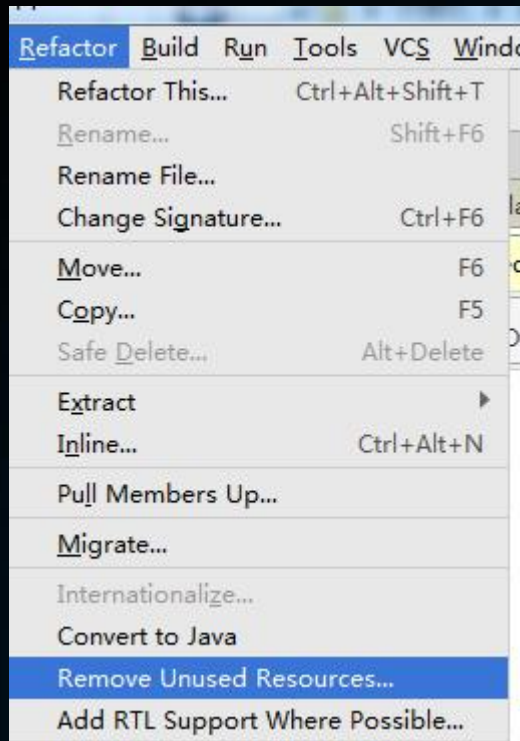 Refactor Build Run Tools VCS
Refactor This... Ctrl+Alt+Shift+T
Rename... Shift+F6
Rename File...
Change Signature... Ctrl+F6
Move... F6
Copy... F5
Safe Delete... Alt+Delete
Extract
Inline... Ctrl+Alt+N
Pull Members Up...
Migrate...
Internationalize...
Convert to Java
Remove Unused Resources...
Add RTL Support Where Possible...